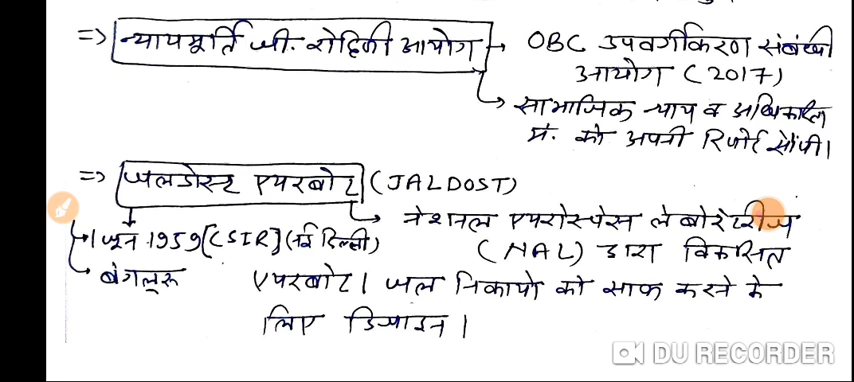 => न्यायमूर्ति जी. रोहिणी आयोग → OBC उपवर्गीकरण संबंधी
आयोग (2017)
→ सामाजिक न्याय व अधिकारिता
मं. को अपनी रिपोर्ट सौंपी।
=> जलदोस्त एयरबोट (JALDOST)
→ नेशनल एयरोस्पेस लेबोरेट्रीज
→ 1 जून 1959 [CSIR] (नई दिल्ली)
(NAL) द्वारा विकसित
→ बंगलूरू
एयरबोट। जल निकायो को साफ करने के
लिए डिजाइन।
DU RECORDER